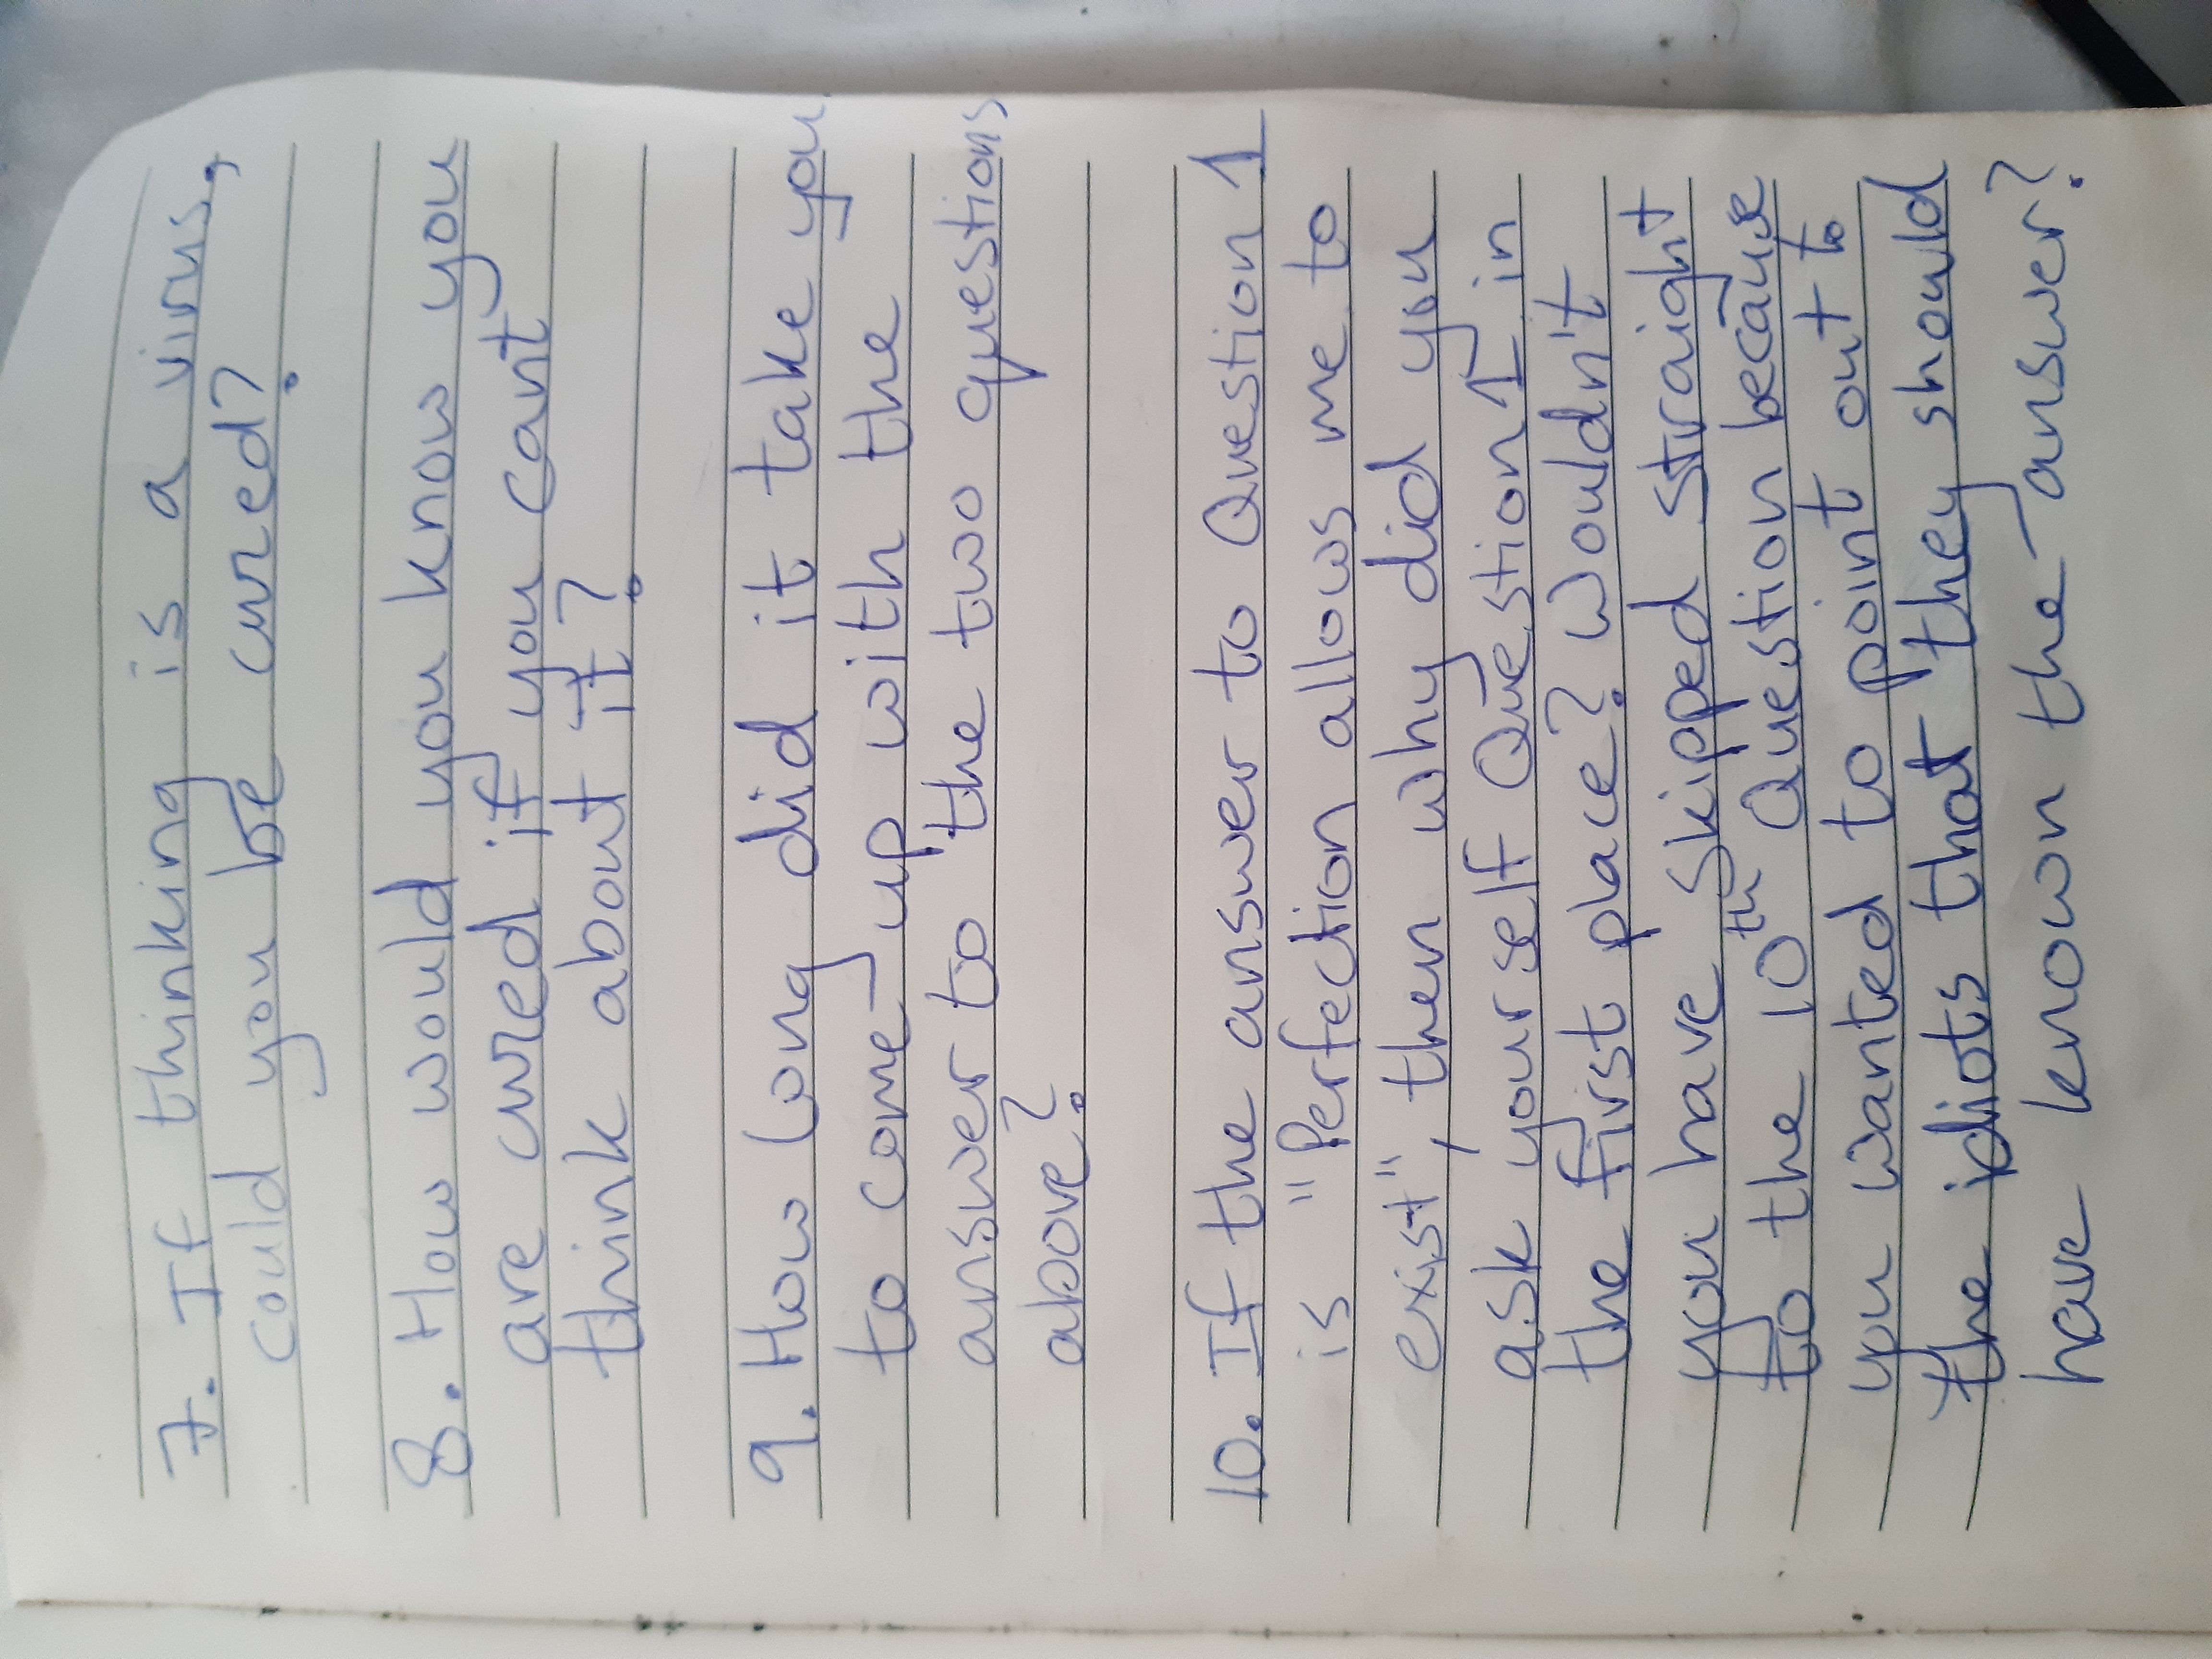 7. If thinking is a virus,
could you be cured?
8. How would you know you
are cured if you cant
think about it?
9. How long did it take you
to come up with the
answer to the two questions
above?
10. If the answer to Question 1
is "Perfection allows me to
exist", then why did you
ask yourself Question 1 in
the first place? Wouldn't
you have skipped straight
to the 10th Question because
you wanted to point out to
the idiots that they should
have known the answer?